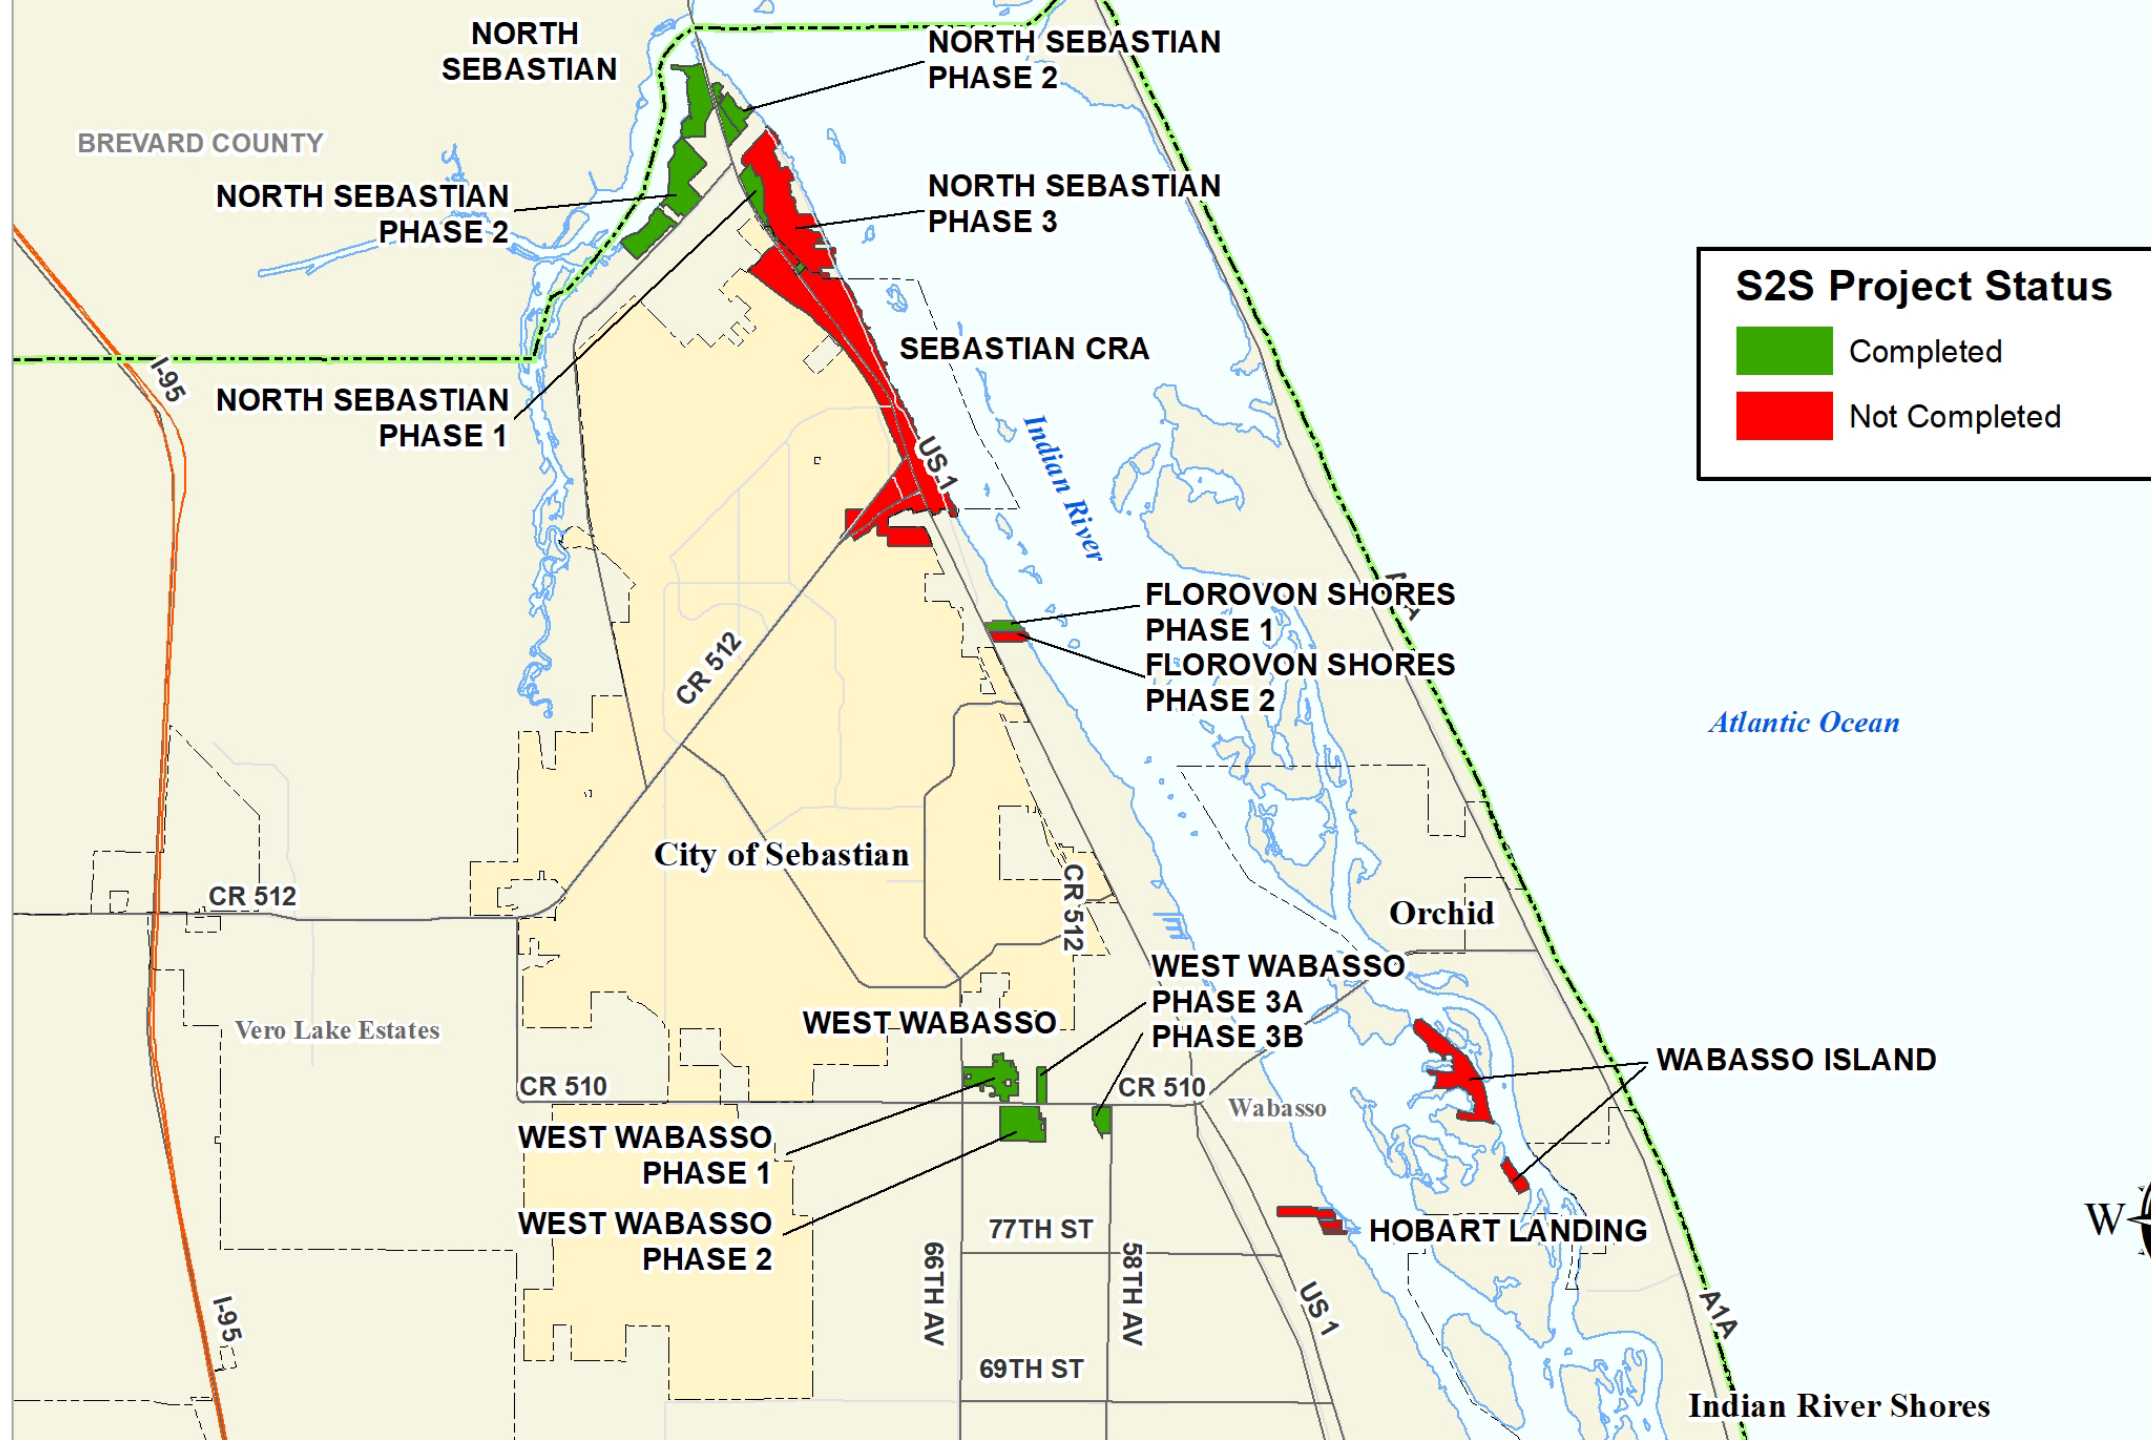 NORTH
SEBASTIAN
NORTH SEBASTIAN
PHASE 2
BREVARD COUNTY
NORTH SEBASTIAN
PHASE 2
NORTH SEBASTIAN
PHASE 3
S2S Project Status
Completed
Not Completed
SEBASTIAN CRA
I-95
NORTH SEBASTIAN
PHASE 1
US 1
Indian River
FLOROVON SHORES
PHASE 1
FLOROVON SHORES
PHASE 2
CR 512
Atlantic Ocean
City of Sebastian
CR 512
CR 512
Orchid
WEST WABASSO
PHASE 3A
PHASE 3B
WEST WABASSO
Vero Lake Estates
WABASSO ISLAND
CR 510
CR 510
Wabasso
WEST WABASSO
PHASE 1
WEST WABASSO
PHASE 2
W
77TH ST
HOBART LANDING
66TH AV
58TH AV
US 1
I-95
A1A
69TH ST
Indian River Shores